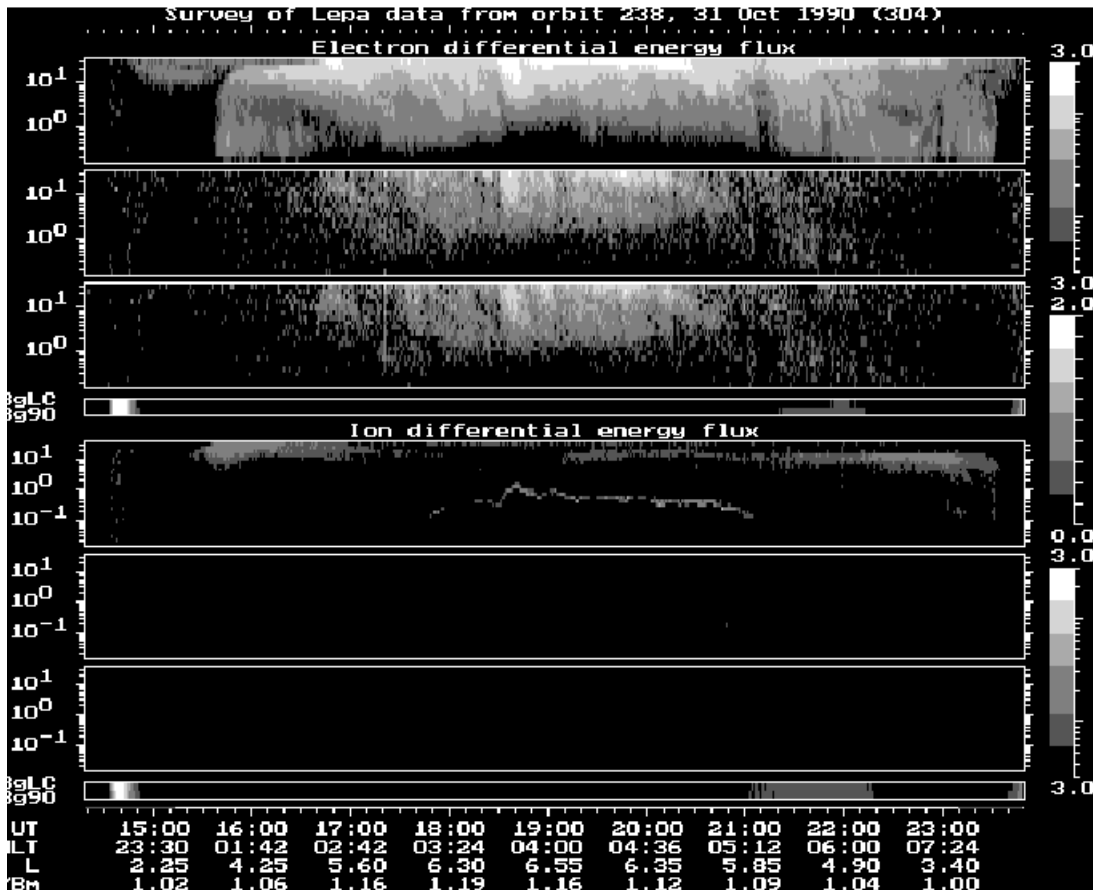 Survey of Lepa data from orbit 238, 31 Oct 1990 (304)
Electron differential energy flux
3.0
10¹
10⁰
10¹
10⁰
3.0
2.0
10¹
10⁰
BgLC
Bg90
Ion differential energy flux
10¹
10⁰
10⁻¹
0.0
3.0
10¹
10⁰
10⁻¹
10¹
10⁰
10⁻¹
BgLC
Bg90
3.0
UT 15:00 16:00 17:00 18:00 19:00 20:00 21:00 22:00 23:00
MLT 23:30 01:42 02:42 03:24 04:00 04:36 05:12 06:00 07:24
L 2.25 4.25 5.60 6.30 6.55 6.35 5.85 4.90 3.40
/Bm 1.02 1.06 1.16 1.19 1.16 1.12 1.09 1.04 1.00